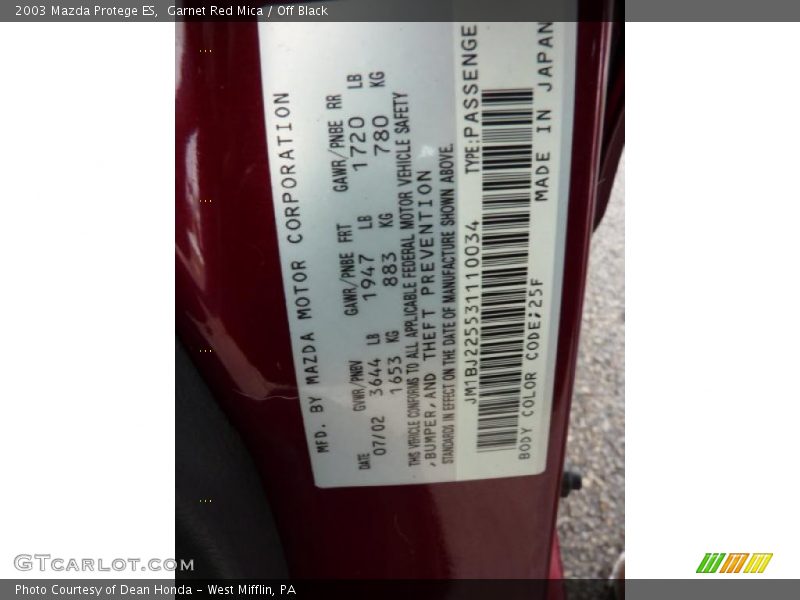 2003 Mazda Protege ES, Garnet Red Mica / Off Black
MFD. BY MAZDA MOTOR CORPORATION
DATE GVWR/PNBV GAWR/PNBE FRT GAWR/PNBE RR
07/02 3644 LB 1947 LB 1720 LB
1653 KG 883 KG 780 KG
THIS VEHICLE CONFORMS TO ALL APPLICABLE FEDERAL MOTOR VEHICLE SAFETY
, BUMPER, AND THEFT PREVENTION
STANDARDS IN EFFECT ON THE DATE OF MANUFACTURE SHOWN ABOVE.
JM1BJ225531110034 TYPE:PASSENGE
BODY COLOR CODE;25F MADE IN JAPAN
GTCARLOT.COM
Photo Courtesy of Dean Honda - West Mifflin, PA